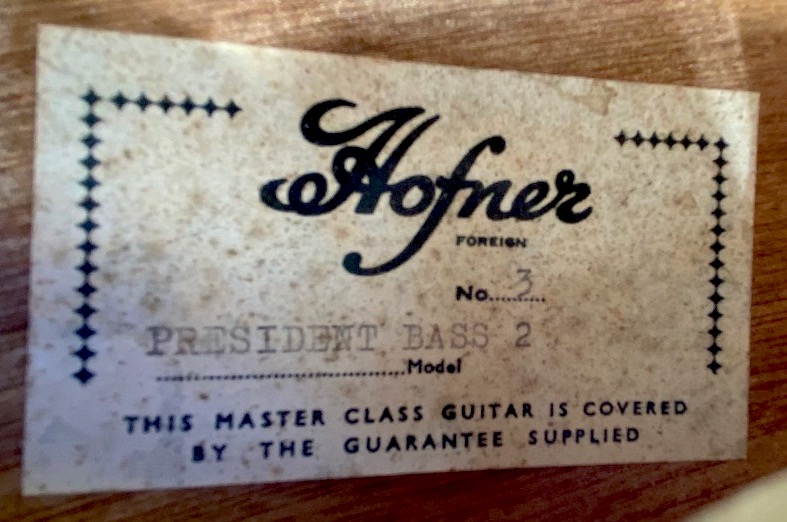 Hofner
FOREIGN
No.......... 3
PRESIDENT BASS 2
........................................Model
THIS MASTER CLASS GUITAR IS COVERED
BY THE GUARANTEE SUPPLIED